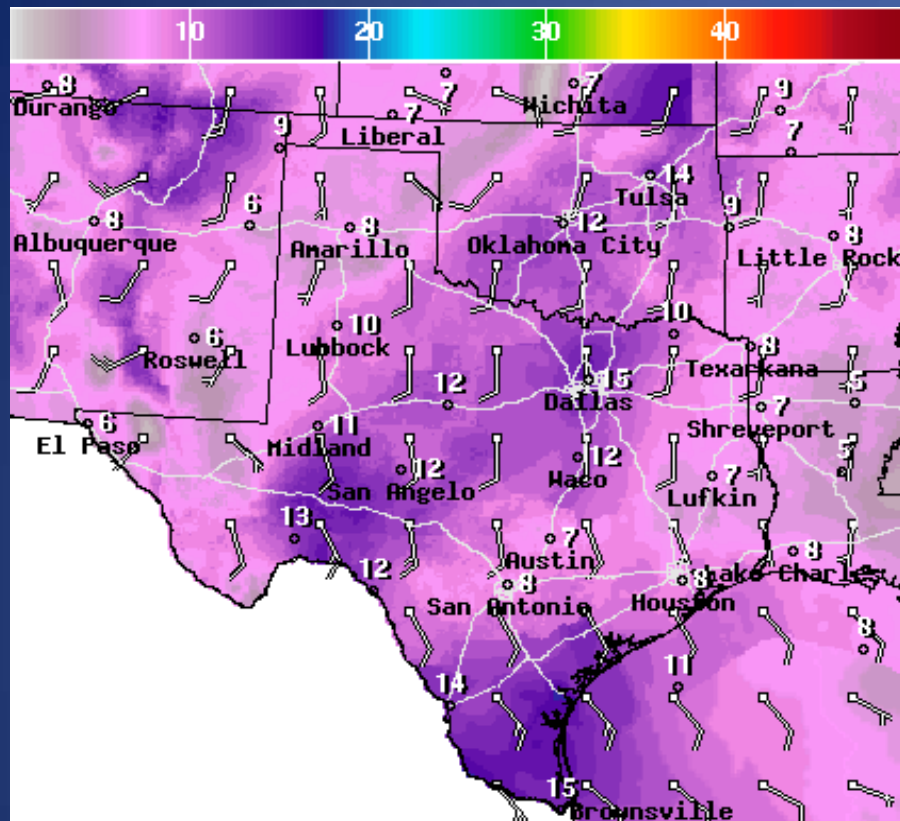 10 20 30 40
8 7 7 9
Durango Wichita
7
Liberal
9 7
14
Tulsa
8 6 8 12 9 8
Albuquerque Amarillo Oklahoma City Little Rock
6 10 10
Roswell Lubbock 8
Texarkana
12 15 5
Dallas
6 11 7
El Paso Midland Shreveport
12 12 7 5
San Angelo Waco Lufkin
13 7 8
Austin
12 8 8 Lake Charles
San Antonio Houston
8
14 11
15
Brownsville